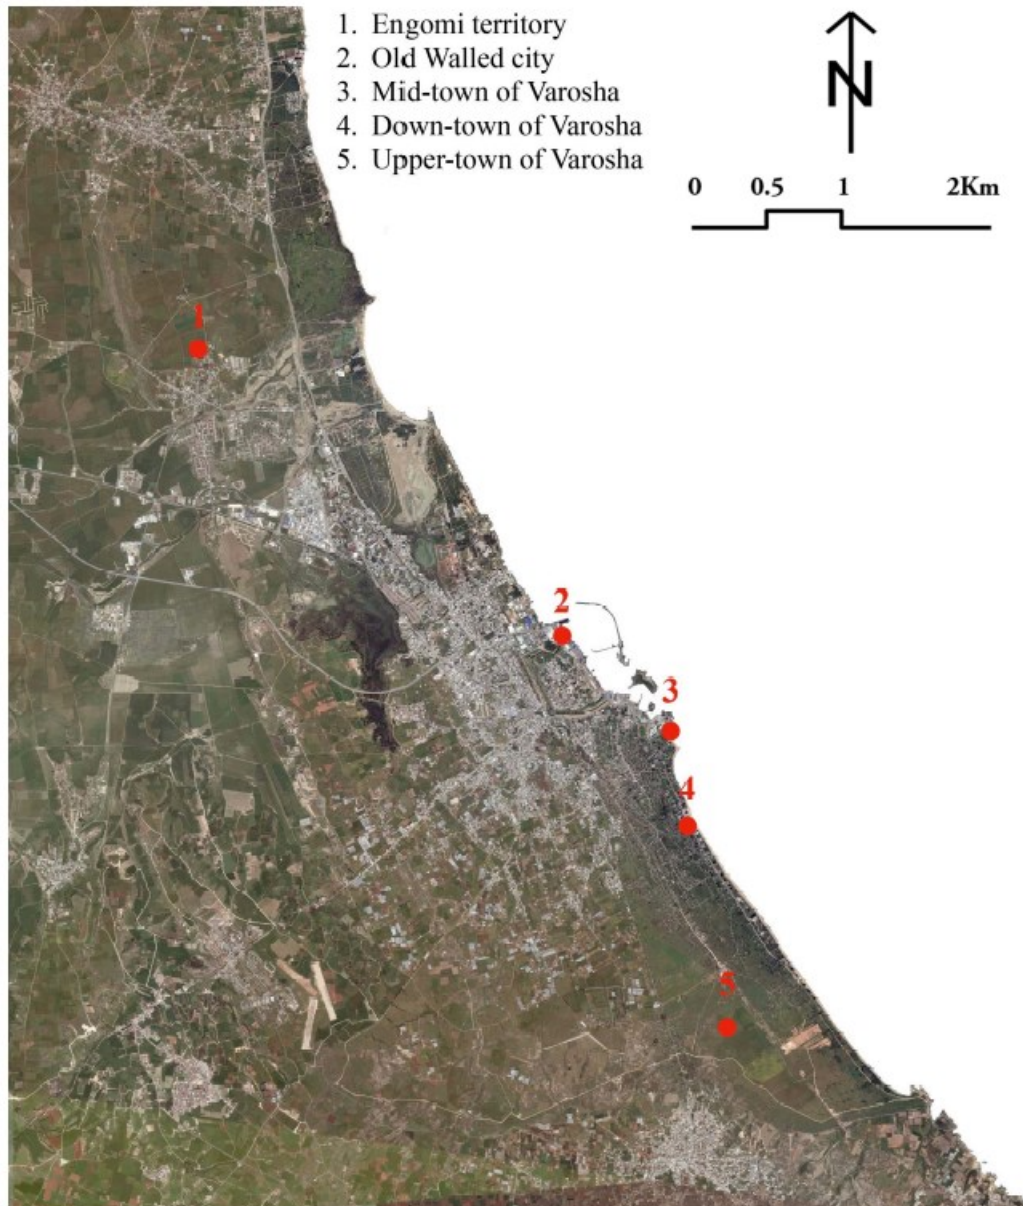 1. Engomi territory
2. Old Walled city
3. Mid-town of Varosha
4. Down-town of Varosha
5. Upper-town of Varosha
N
0 0.5 1 2Km
1
2
3
4
5